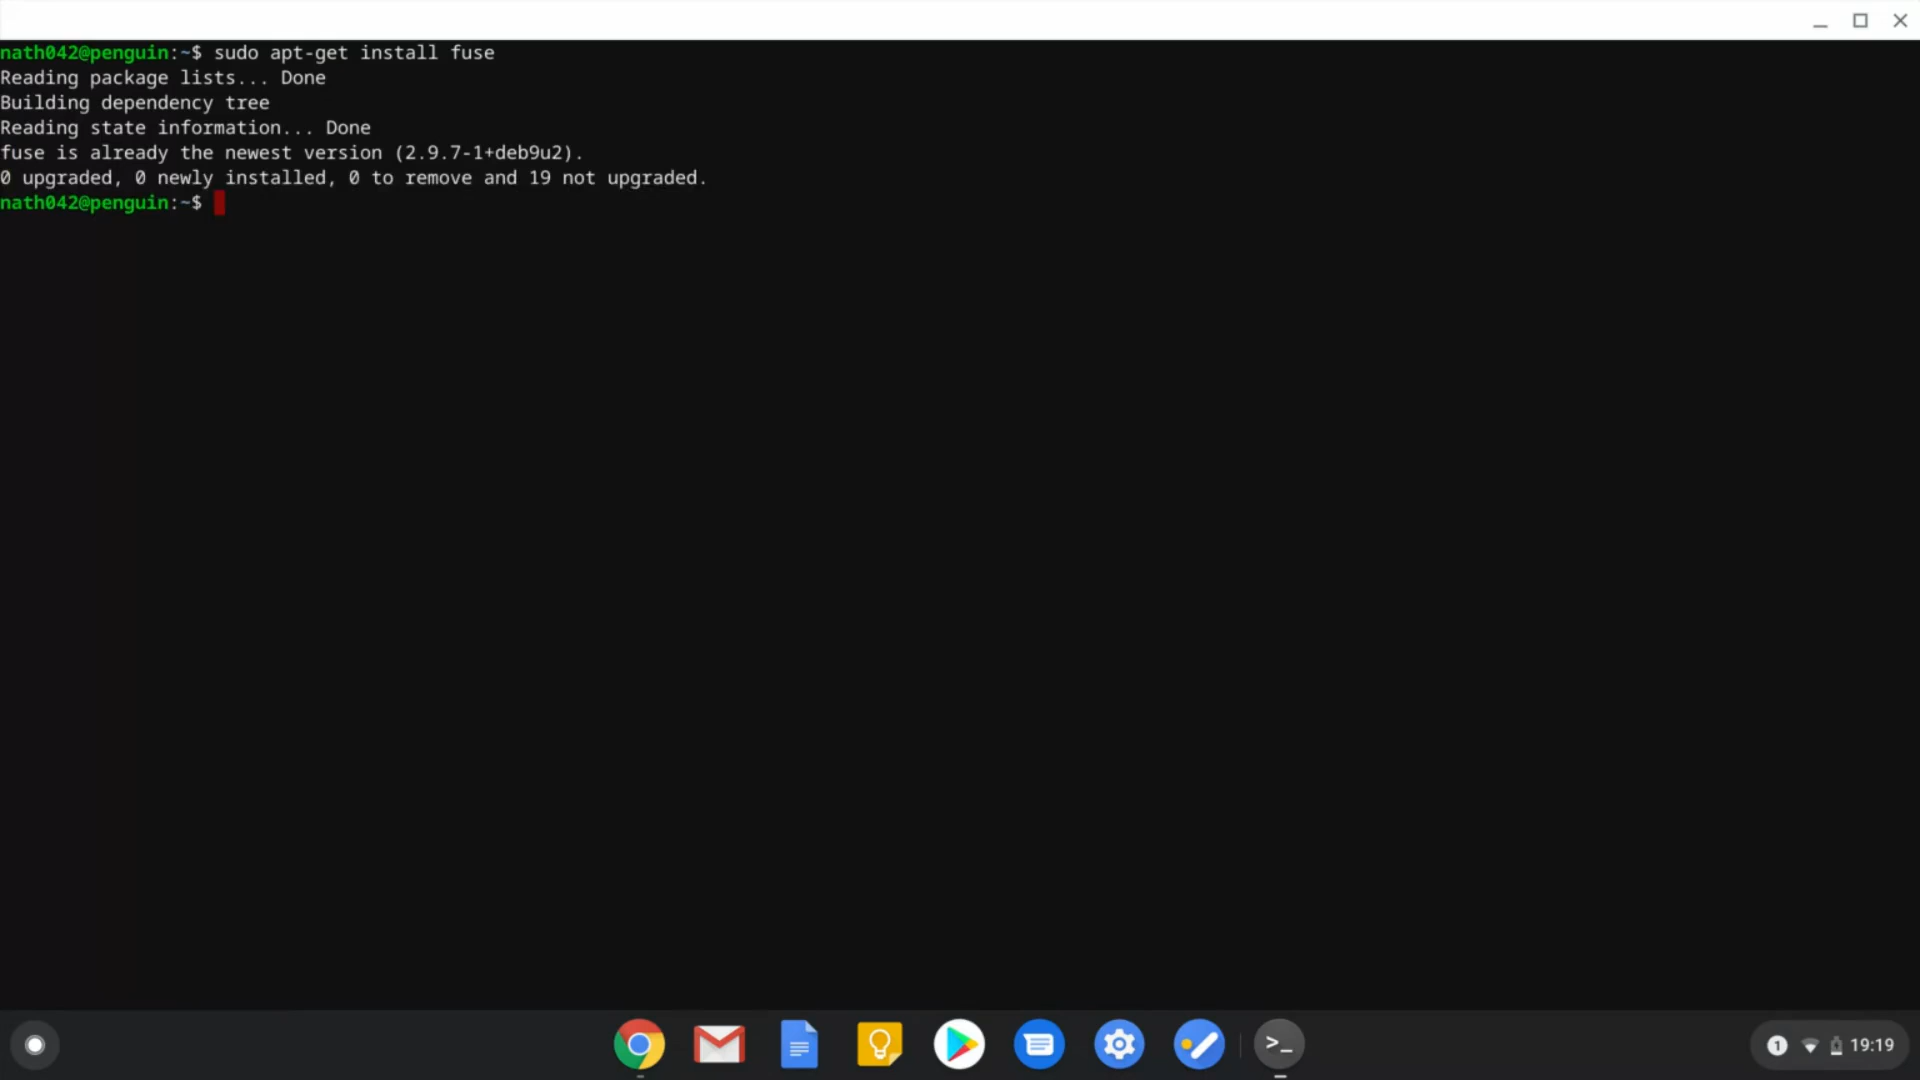 nath042@penguin:~$ sudo apt-get install fuse
Reading package lists... Done
Building dependency tree
Reading state information... Done
fuse is already the newest version (2.9.7-1+deb9u2).
0 upgraded, 0 newly installed, 0 to remove and 19 not upgraded.
nath042@penguin:~$
>_
1 19:19